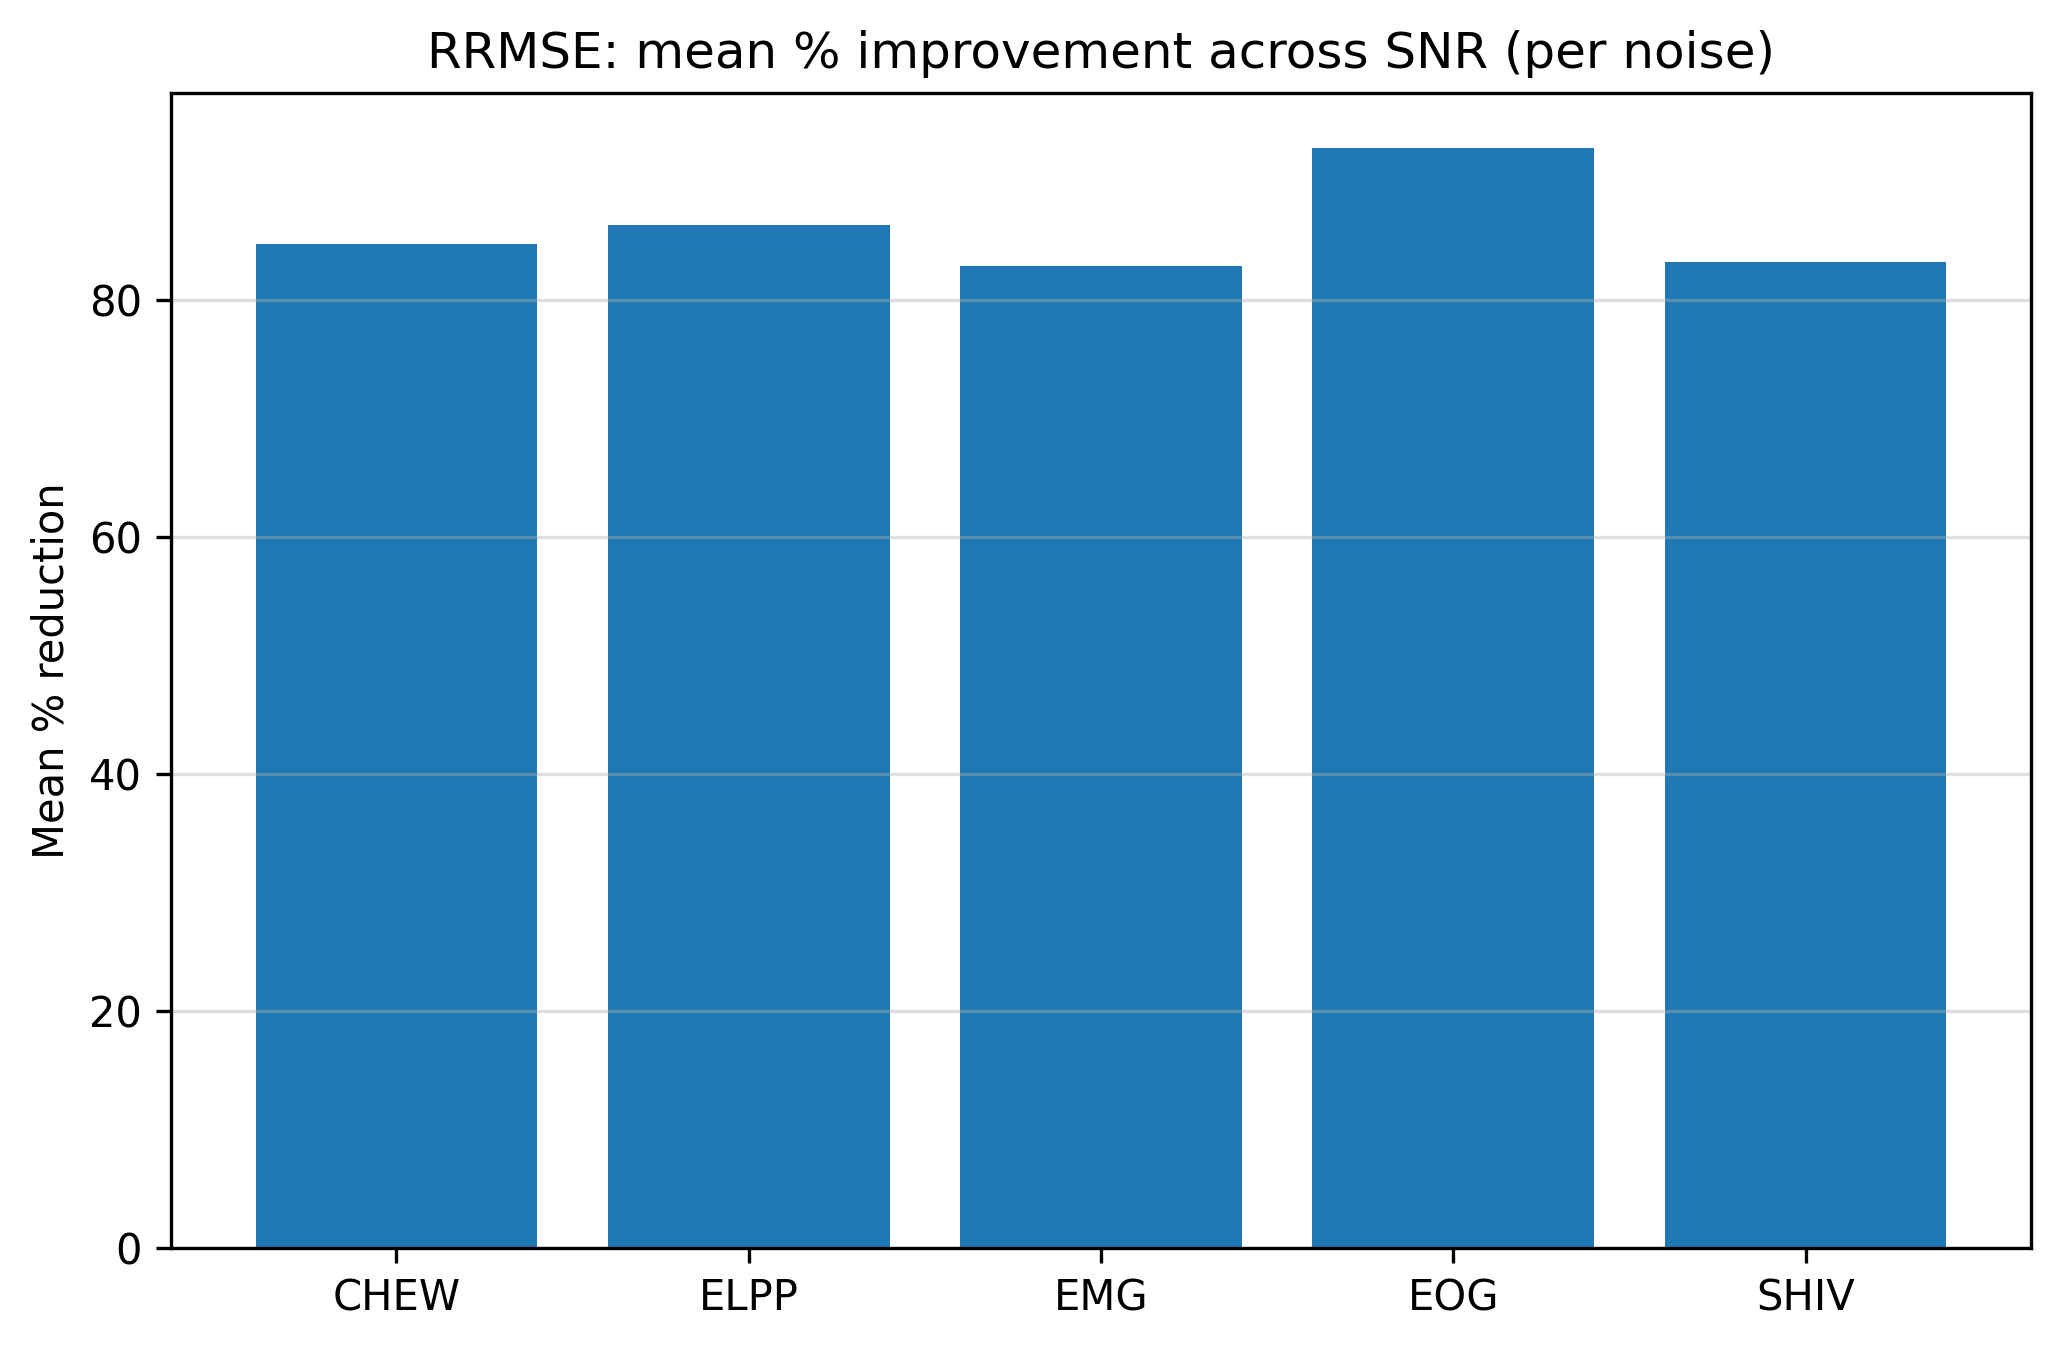 RRMSE: mean % improvement across SNR (per noise)
Mean % reduction
80
60
40
20
0
CHEW
ELPP
EMG
EOG
SHIV